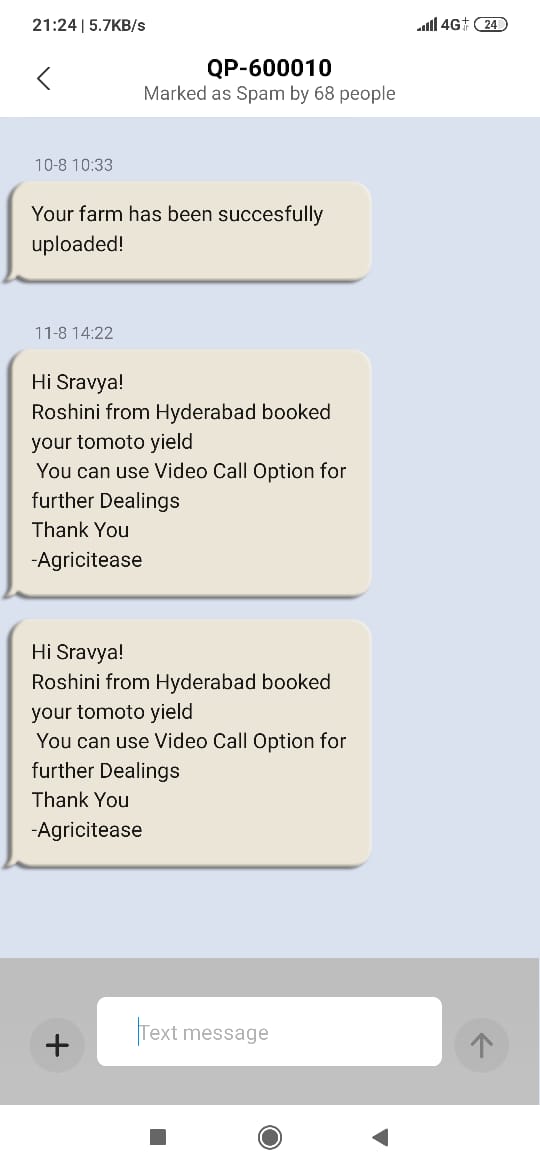 21:24 | 5.7KB/s 4G+ 24
QP-600010
Marked as Spam by 68 people
10-8 10:33
Your farm has been succesfully
uploaded!
11-8 14:22
Hi Sravya!
Roshini from Hyderabad booked
your tomoto yield
You can use Video Call Option for
further Dealings
Thank You
-Agricitease
Hi Sravya!
Roshini from Hyderabad booked
your tomoto yield
You can use Video Call Option for
further Dealings
Thank You
-Agricitease
Text message